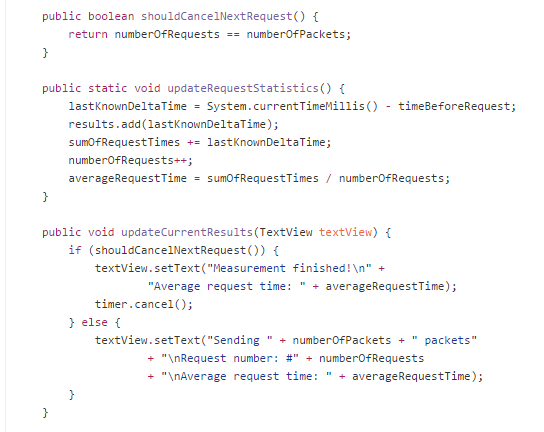 public boolean shouldCancelNextRequest() {
    return numberOfRequests == numberOfPackets;
}

public static void updateRequestStatistics() {
    lastKnownDeltaTime = System.currentTimeMillis() - timeBeforeRequest;
    results.add(lastKnownDeltaTime);
    sumOfRequestTimes += lastKnownDeltaTime;
    numberOfRequests++;
    averageRequestTime = sumOfRequestTimes / numberOfRequests;
}

public void updateCurrentResults(TextView textView) {
    if (shouldCancelNextRequest()) {
        textView.setText("Measurement finished!\n" +
                "Average request time: " + averageRequestTime);
        timer.cancel();
    } else {
        textView.setText("Sending " + numberOfPackets + " packets"
                + "\nRequest number: #" + numberOfRequests
                + "\nAverage request time: " + averageRequestTime);
    }
}